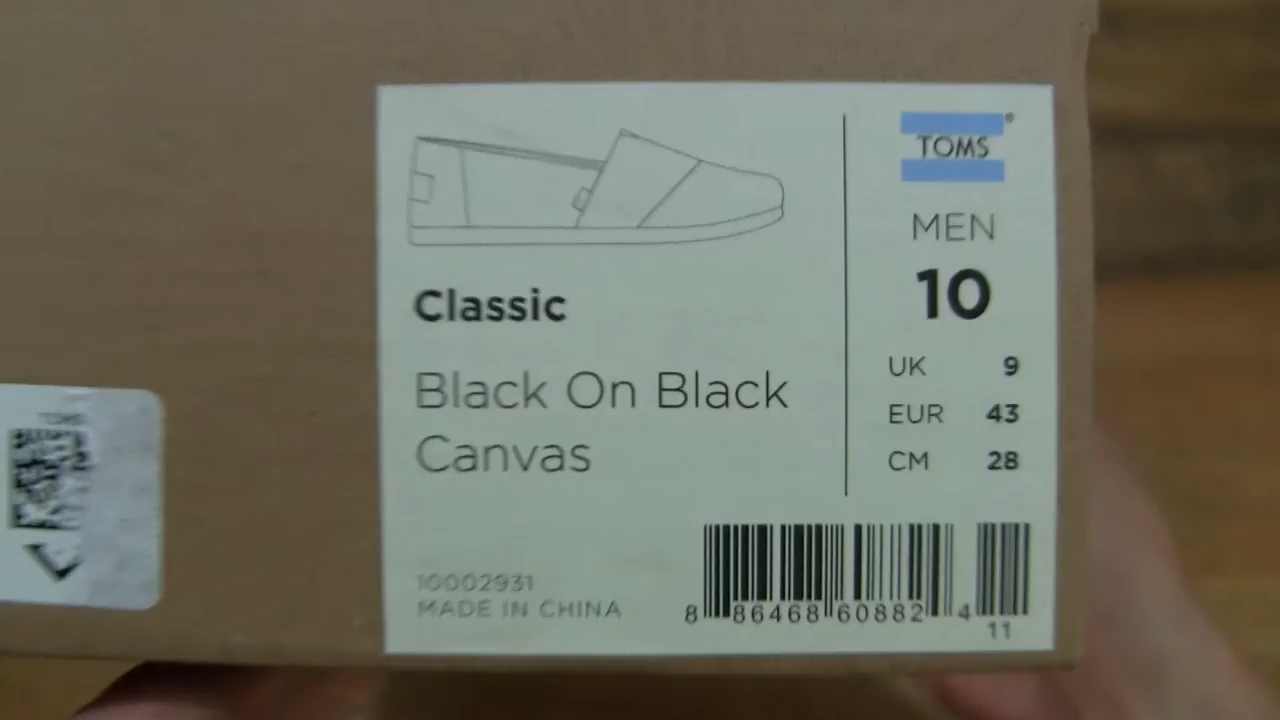 Classic
Black On Black
Canvas
10002931
MADE IN CHINA
TOMS®
MEN
10
UK 9
EUR 43
CM 28
8 86468 60882 4
11